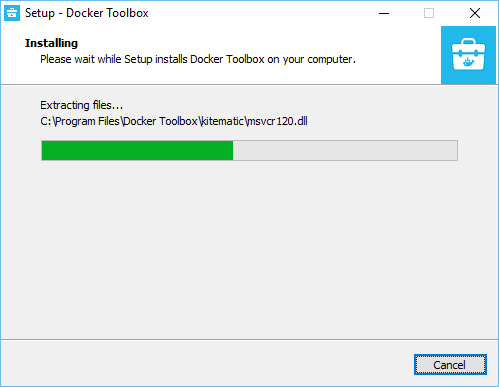 Setup - Docker Toolbox
Installing
Please wait while Setup installs Docker Toolbox on your computer.
Extracting files...
C:\Program Files\Docker Toolbox\kitematic\msvcr120.dll
Cancel